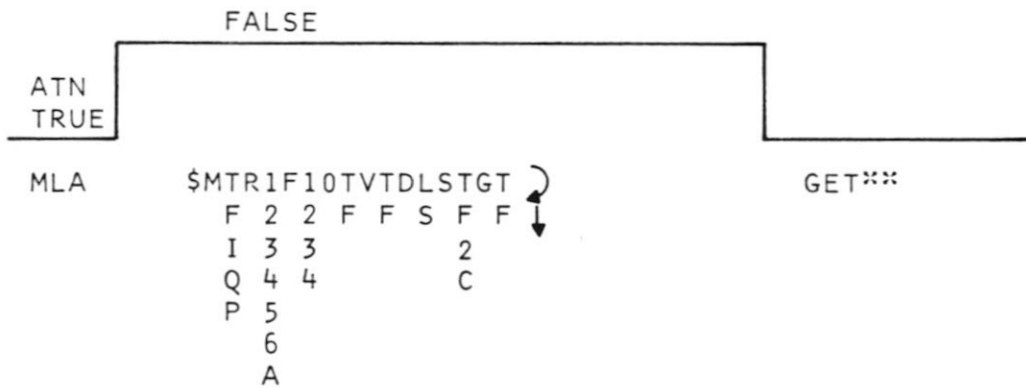 FALSE
ATN
TRUE
MLA $MTR1F10TVTDLSTGT GET**
F 2 2 F F S F F
I 3 3 2
Q 4 4 C
P 5
6
A